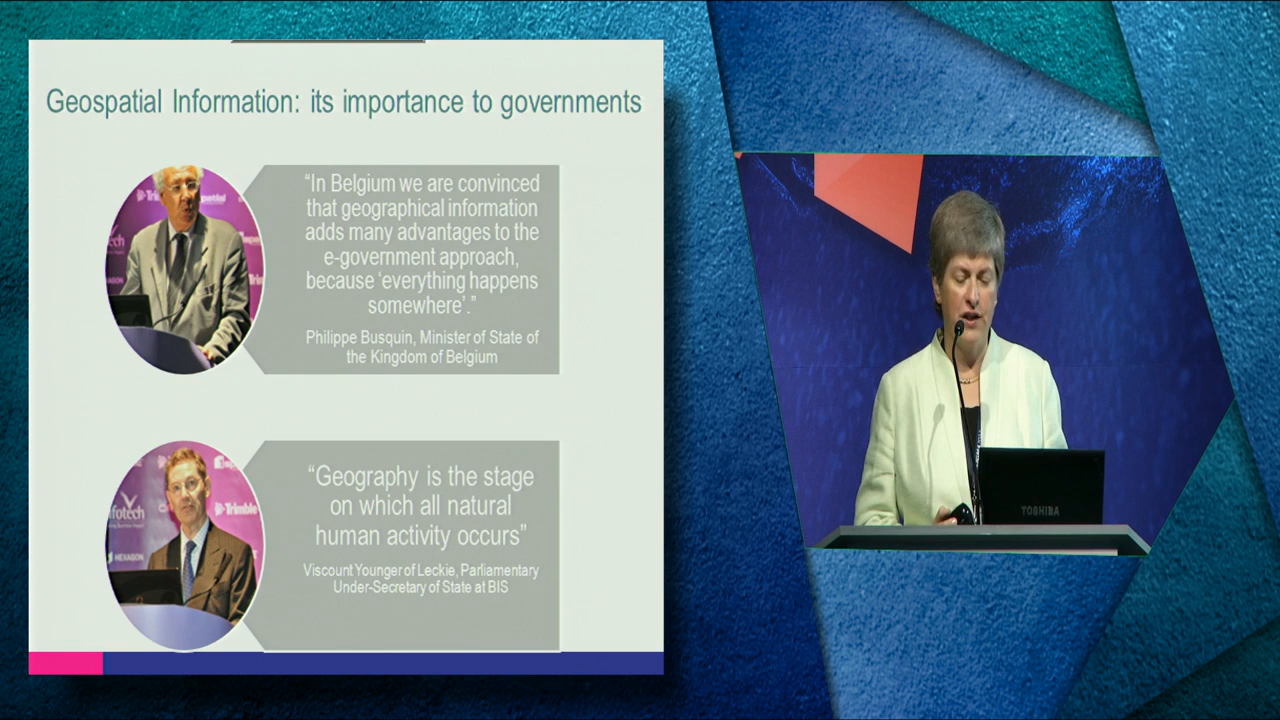 Geospatial Information: its importance to governments
“In Belgium we are convinced
that geographical information
adds many advantages to the
e-government approach,
because ‘everything happens
somewhere’.”
Philippe Busquin, Minister of State of
the Kingdom of Belgium
“Geography is the stage
on which all natural
human activity occurs”
Viscount Younger of Leckie, Parliamentary
Under-Secretary of State at BIS
Trimble
HEXAGON
TOSHIBA